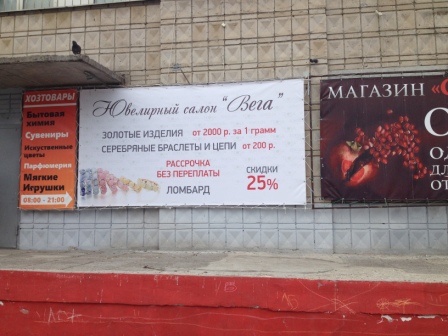 ХОЗТОВАРЫ
Бытовая
химия
Сувениры
Искуственные
цветы
Парфюмерия
Мягкие
Игрушки
08:00 - 21:00
Ювелирный салон "Вега"
ЗОЛОТЫЕ ИЗДЕЛИЯ от 2000 р. за 1 грамм
СЕРЕБРЯНЫЕ БРАСЛЕТЫ И ЦЕПИ от 200 р.
РАССРОЧКА
БЕЗ ПЕРЕПЛАТЫ
ЛОМБАРД
СКИДКИ
25%
МАГАЗИН